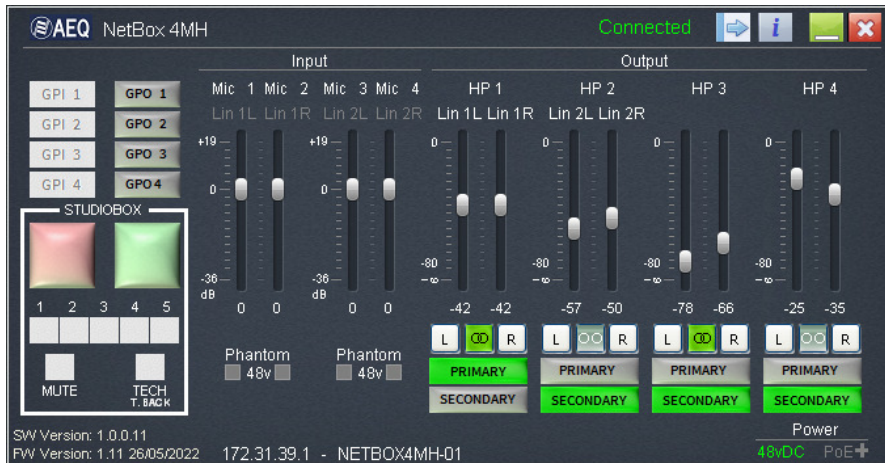 AEQ NetBox 4MH Connected i
Input Output
GPI 1 GPO 1 Mic 1 Mic 2 Mic 3 Mic 4 HP 1 HP 2 HP 3 HP 4
Lin 1L Lin 1R Lin 2L Lin 2R Lin 1L Lin 1R Lin 2L Lin 2R
GPI 2 GPO 2
+19 +19 0 0 0 0
GPI 3 GPO 3
GPI 4 GPO 4 0 0
STUDIOBOX
-80 -80 -80 -80
-36 -36 -∞ -∞ -∞ -∞
dB dB
1 2 3 4 5 0 0 0 0 -42 -42 -57 -50 -78 -66 -25 -35
L R L R L R L R
Phantom Phantom
48v 48v PRIMARY PRIMARY PRIMARY PRIMARY
MUTE TECH SECONDARY SECONDARY SECONDARY SECONDARY
T. BACK
SW Version: 1.0.0.11 Power
FW Version: 1.11 26/05/2022 172.31.39.1 - NETBOX4MH-01 48vDC PoE+